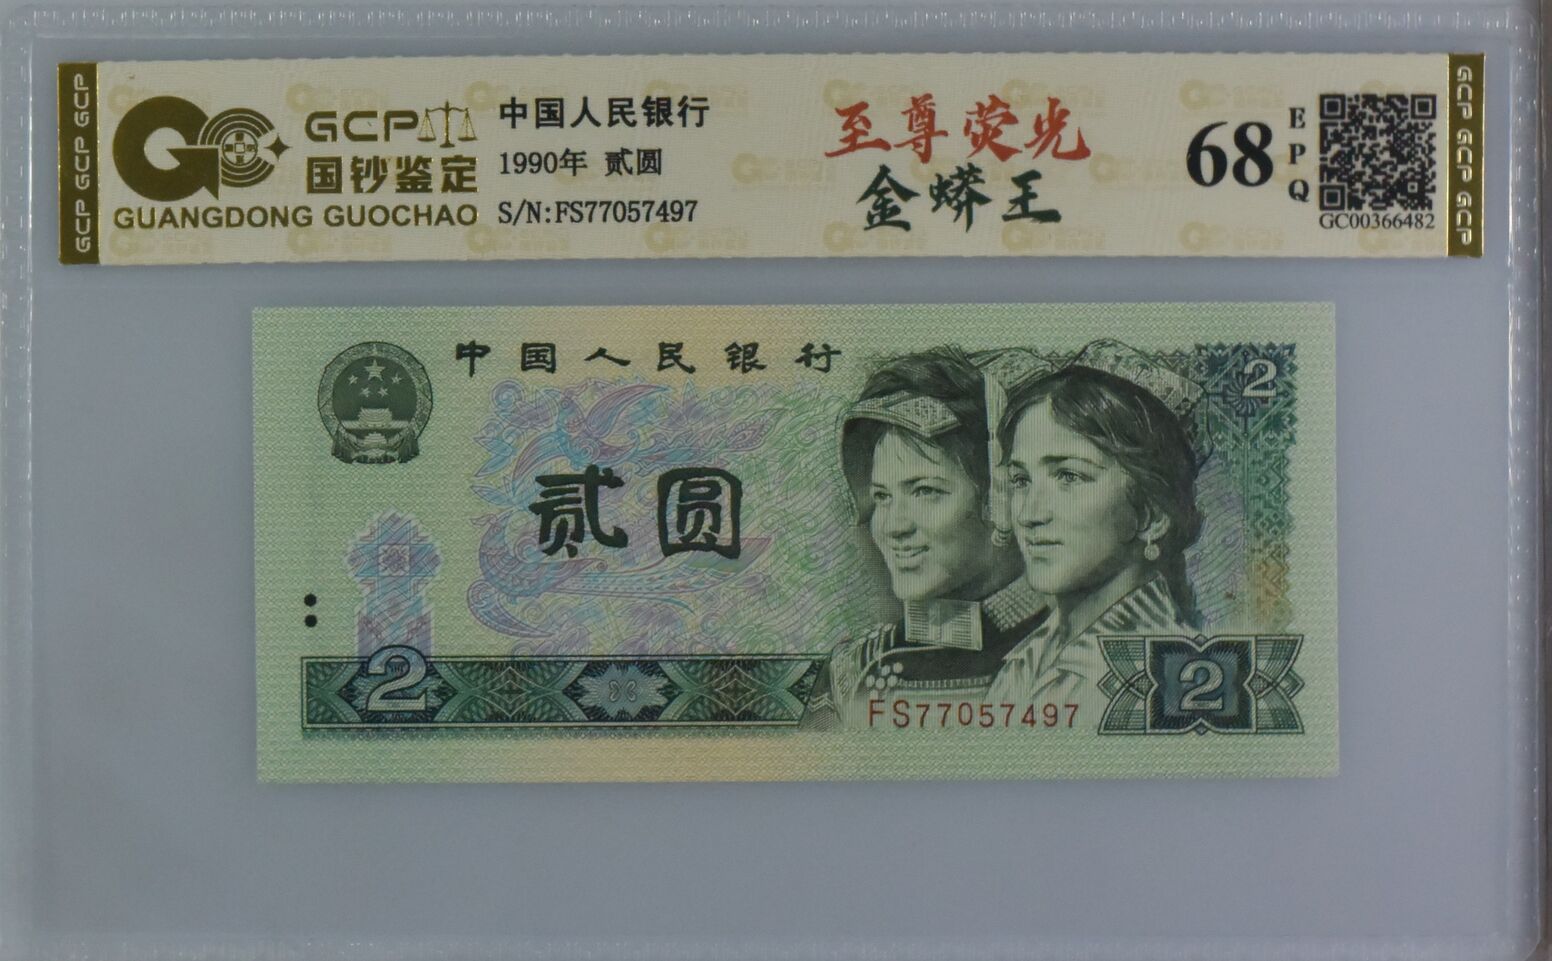 GCP GCP GCP
GCP
国钞鉴定
GUANGDONG GUOCHAO
中国人民银行
1990年 贰圆
S/N:FS77057497
至尊荧光
金蟒王
68
EPQ
GC00366482
GCP GCP GCP
中国人民银行
2
贰圆
2
FS77057497
2